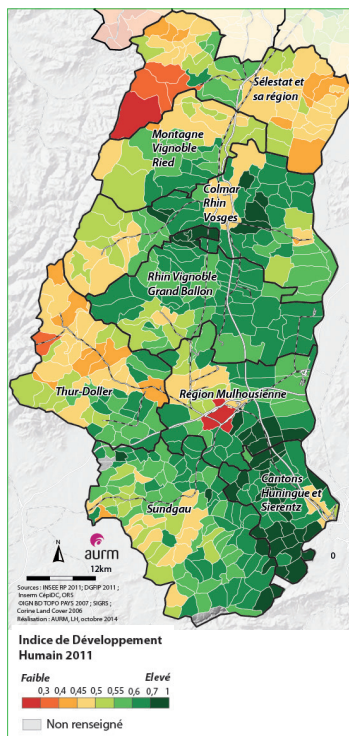 Sélestat et
sa région
Montagne
Vignoble
Ried
Colmar
Rhin
Vosges
Rhin Vignoble
Grand Ballon
Thur-Doller
Région Mulhousienne
Cantons
Huningue et
Sierentz
Sundgau
N
aurm
12km
0
Sources : INSEE RP 2011; DGFIP 2011 ;
Inserm CépiDC, ORS
©IGN BD TOPO PAYS 2007 ; SIGRS ;
Corine Land Cover 2006
Réalisation : AURM, LH, octobre 2014
Indice de Développement
Humain 2011
Faible Elevé
0,3 0,4 0,45 0,5 0,55 0,6 0,7 1
Non renseigné